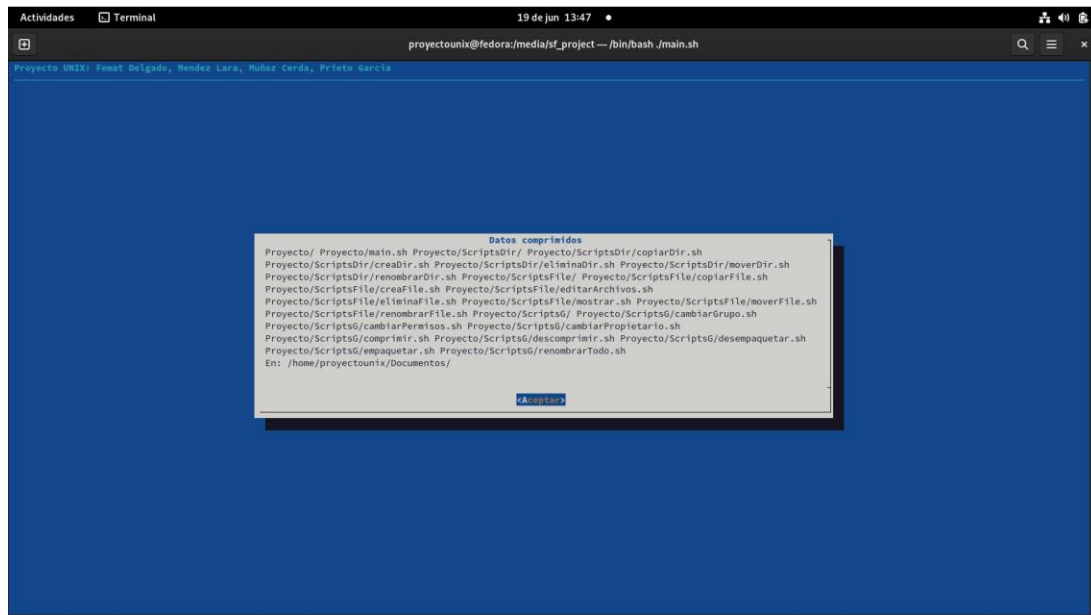 Actividades Terminal 19 de jun 13:47
proyectounix@fedora:/media/sf_project — /bin/bash ./main.sh
Proyecto UNIX: Femat Delgado, Mendez Lara, Muñoz Cerda, Prieto García
Datos comprimidos
Proyecto/ Proyecto/main.sh Proyecto/ScriptsDir/ Proyecto/ScriptsDir/copiarDir.sh
Proyecto/ScriptsDir/creaDir.sh Proyecto/ScriptsDir/eliminaDir.sh Proyecto/ScriptsDir/moverDir.sh
Proyecto/ScriptsDir/renombrarDir.sh Proyecto/ScriptsFile/ Proyecto/ScriptsFile/copiarFile.sh
Proyecto/ScriptsFile/creaFile.sh Proyecto/ScriptsFile/editarArchivos.sh
Proyecto/ScriptsFile/eliminaFile.sh Proyecto/ScriptsFile/mostrar.sh Proyecto/ScriptsFile/moverFile.sh
Proyecto/ScriptsFile/renombrarFile.sh Proyecto/ScriptsG/ Proyecto/ScriptsG/cambiarGrupo.sh
Proyecto/ScriptsG/cambiarPermisos.sh Proyecto/ScriptsG/cambiarPropietario.sh
Proyecto/ScriptsG/comprimir.sh Proyecto/ScriptsG/descomprimir.sh Proyecto/ScriptsG/desempaquetar.sh
Proyecto/ScriptsG/empaquetar.sh Proyecto/ScriptsG/renombrarTodo.sh
En: /home/proyectounix/Documentos/
<Aceptar>